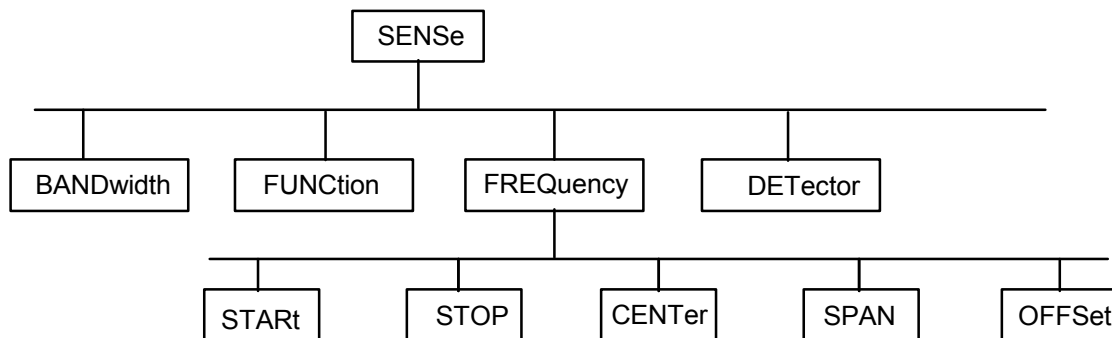 SENSe
BANDwidth FUNCtion FREQuency DETector
STARt STOP CENTer SPAN OFFSet